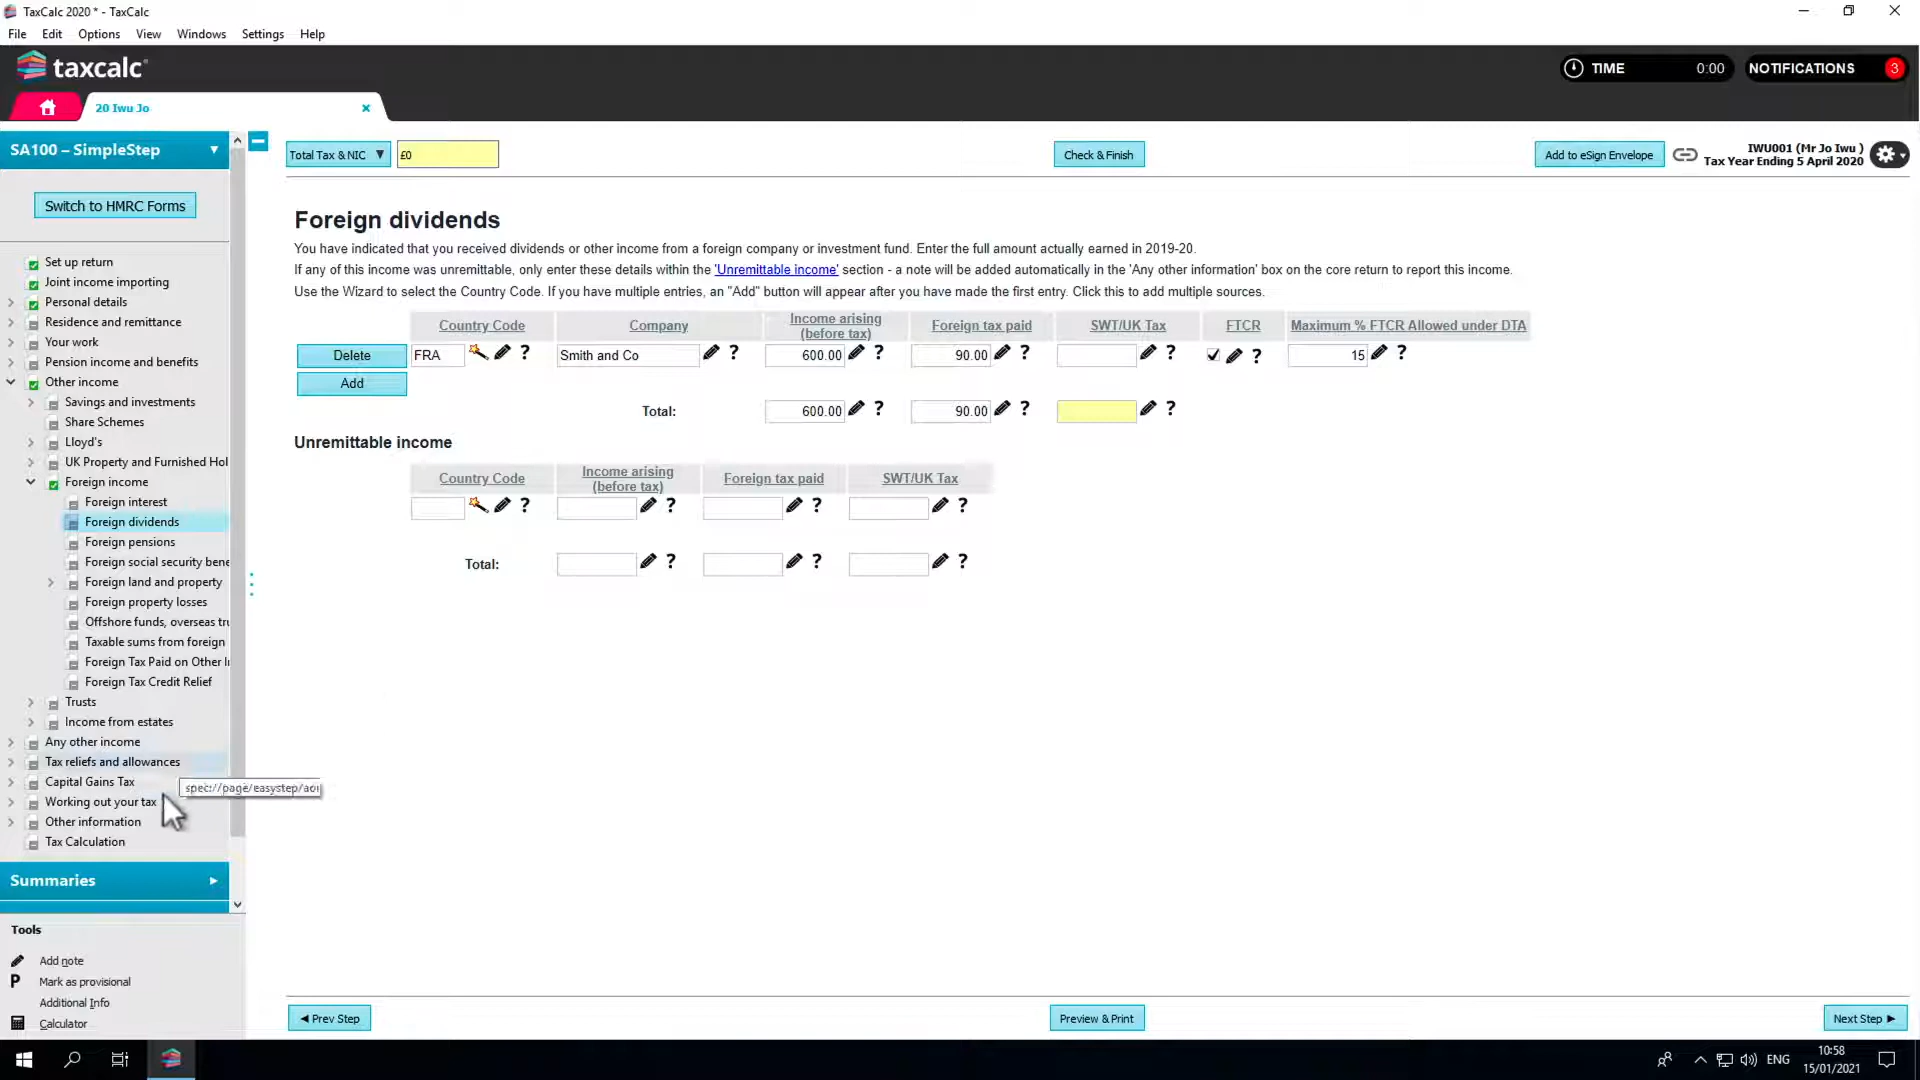 TaxCalc 2020 * - TaxCalc
File Edit Options View Windows Settings Help
taxcalc
TIME 0:00 NOTIFICATIONS 3
20 Iwu Jo
SA100 – SimpleStep
Switch to HMRC Forms
Set up return
Joint income importing
Personal details
Residence and remittance
Your work
Pension income and benefits
Other income
Savings and investments
Share Schemes
Lloyd's
UK Property and Furnished Hol
Foreign income
Foreign interest
Foreign dividends
Foreign pensions
Foreign social security bene
Foreign land and property
Foreign property losses
Offshore funds, overseas tru
Taxable sums from foreign
Foreign Tax Paid on Other I
Foreign Tax Credit Relief
Trusts
Income from estates
Any other income
Tax reliefs and allowances
Capital Gains Tax
spec://page/easystep/aoi
Working out your tax
Other information
Tax Calculation
Summaries
Tools
Add note
P Mark as provisional
Additional Info
Calculator
Total Tax & NIC £0
Check & Finish
Add to eSign Envelope
IWU001 (Mr Jo Iwu )
Tax Year Ending 5 April 2020
Foreign dividends
You have indicated that you received dividends or other income from a foreign company or investment fund. Enter the full amount actually earned in 2019-20.
If any of this income was unremittable, only enter these details within the 'Unremittable income' section - a note will be added automatically in the 'Any other information' box on the core return to report this income.
Use the Wizard to select the Country Code. If you have multiple entries, an "Add" button will appear after you have made the first entry. Click this to add multiple sources.
Country Code Company Income arising (before tax) Foreign tax paid SWT/UK Tax FTCR Maximum % FTCR Allowed under DTA
Delete FRA ? Smith and Co ? 600.00 ? 90.00 ? ? ? 15 ?
Add
Total: 600.00 ? 90.00 ? ?
Unremittable income
Country Code Income arising (before tax) Foreign tax paid SWT/UK Tax
? ? ? ?
Total: ? ? ?
Prev Step
Preview & Print
Next Step
ENG
10:58
15/01/2021